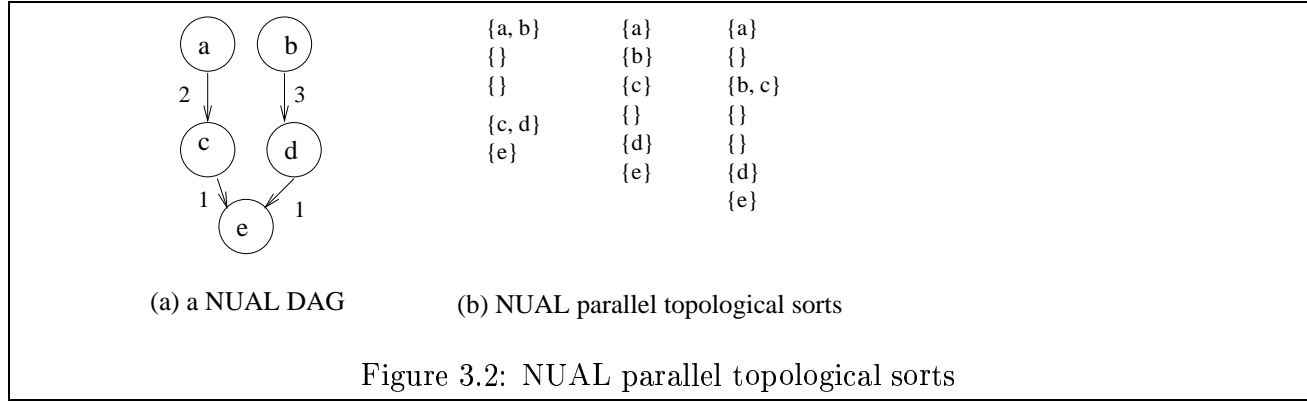 a b
2 3
c d
1 1
e
(a) a NUAL DAG
{a, b} {a} {a}
{} {b} {}
{} {c} {b, c}
{c, d} {} {}
{e} {d} {}
{e} {d}
{e}
(b) NUAL parallel topological sorts
Figure 3.2: NUAL parallel topological sorts